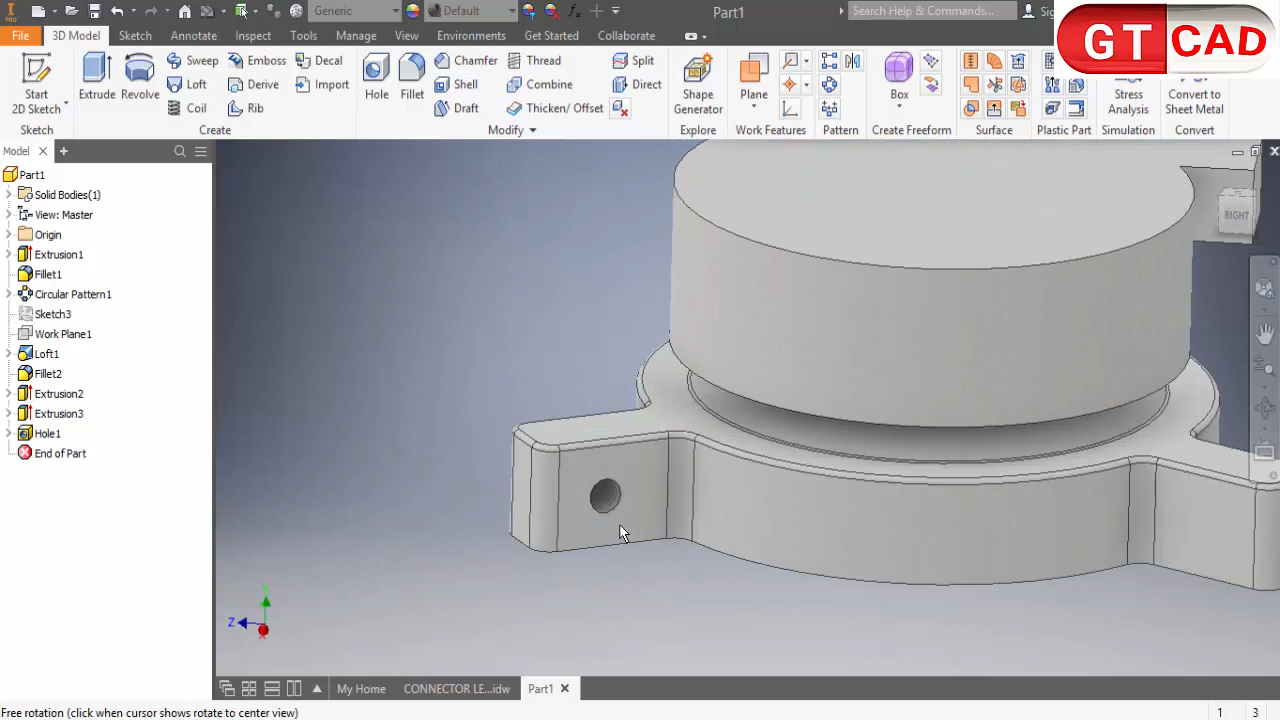 PRO
Generic
Default
Part1
Search Help & Commands...
File
3D Model
Sketch
Annotate
Inspect
Tools
Manage
View
Environments
Get Started
Collaborate
GT CAD
Start
2D Sketch
Extrude
Revolve
Sweep
Loft
Coil
Emboss
Derive
Rib
Decal
Import
Hole
Fillet
Chamfer
Shell
Draft
Thread
Combine
Thicken/ Offset
Split
Direct
Shape
Generator
Plane
Box
Stress
Analysis
Convert to
Sheet Metal
Sketch
Create
Modify
Explore
Work Features
Pattern
Create Freeform
Surface
Plastic Part
Simulation
Convert
Model
Part1
Solid Bodies(1)
View: Master
Origin
Extrusion1
Fillet1
Circular Pattern1
Sketch3
Work Plane1
Loft1
Fillet2
Extrusion2
Extrusion3
Hole1
End of Part
RIGHT
Y
Z
X
My Home
CONNECTOR LE...idw
Part1
Free rotation (click when cursor shows rotate to center view)
1
3